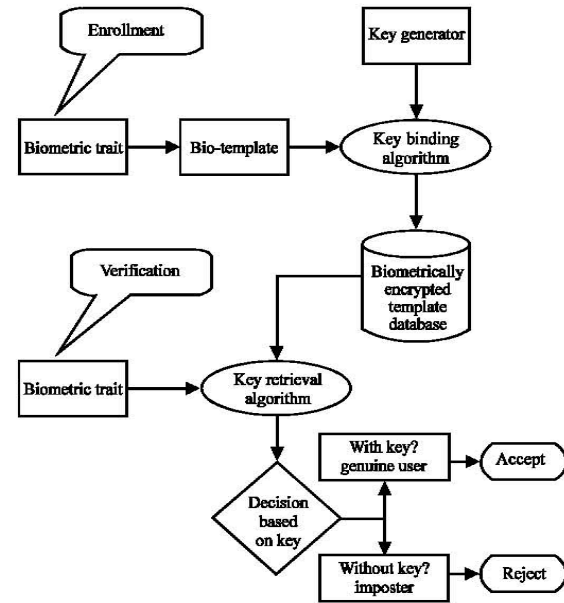 Enrollment
Key generator
Biometric trait
Bio-template
Key binding
algorithm
Verification
Biometrically
encrypted
template
database
Biometric trait
Key retrieval
algorithm
With key?
genuine user
Accept
Decision
based
on key
Without key?
imposter
Reject